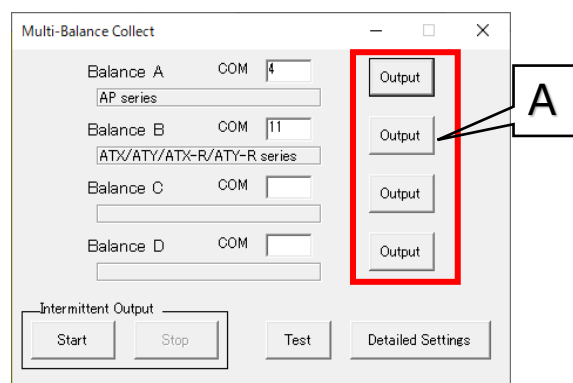 Multi-Balance Collect
Balance A COM 4 Output
AP series
A
Balance B COM 11 Output
ATX/ATY/ATX-R/ATY-R series
Balance C COM Output
Balance D COM Output
Intermittent Output
Start Stop Test Detailed Settings